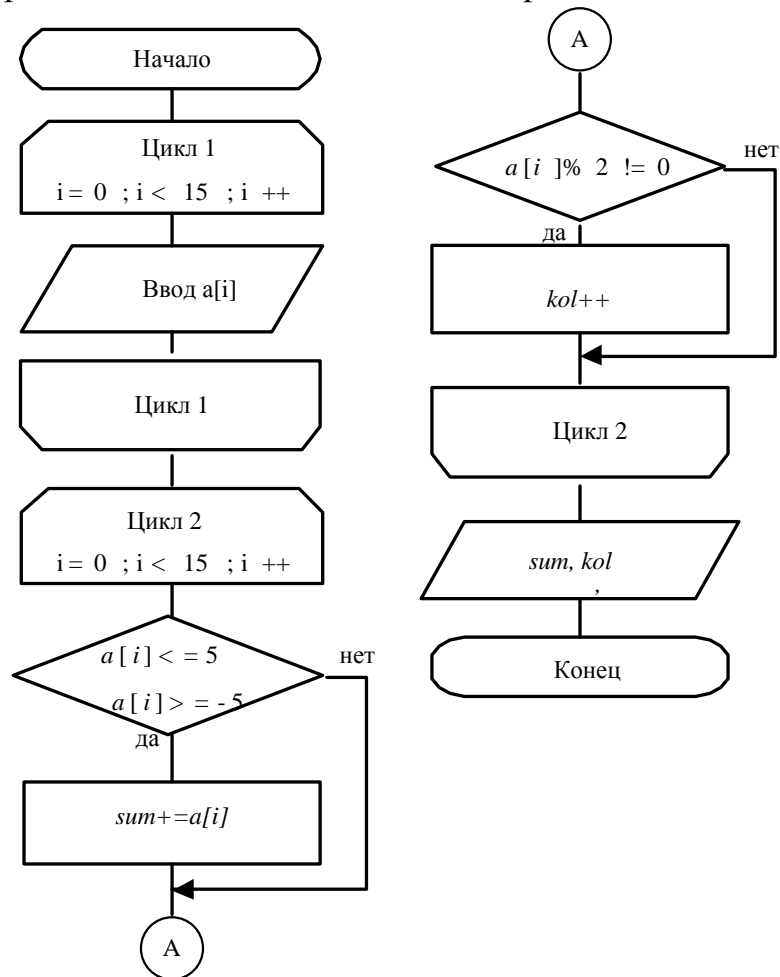 Начало
Цикл 1
i = 0 ; i < 15 ; i ++
Ввод a[i]
Цикл 1
Цикл 2
i = 0 ; i < 15 ; i ++
a [ i ] < = 5
a [ i ] > = - 5
нет
да
sum+=a[i]
A
A
a [i ]% 2 != 0
нет
да
kol++
Цикл 2
sum, kol
,
Конец